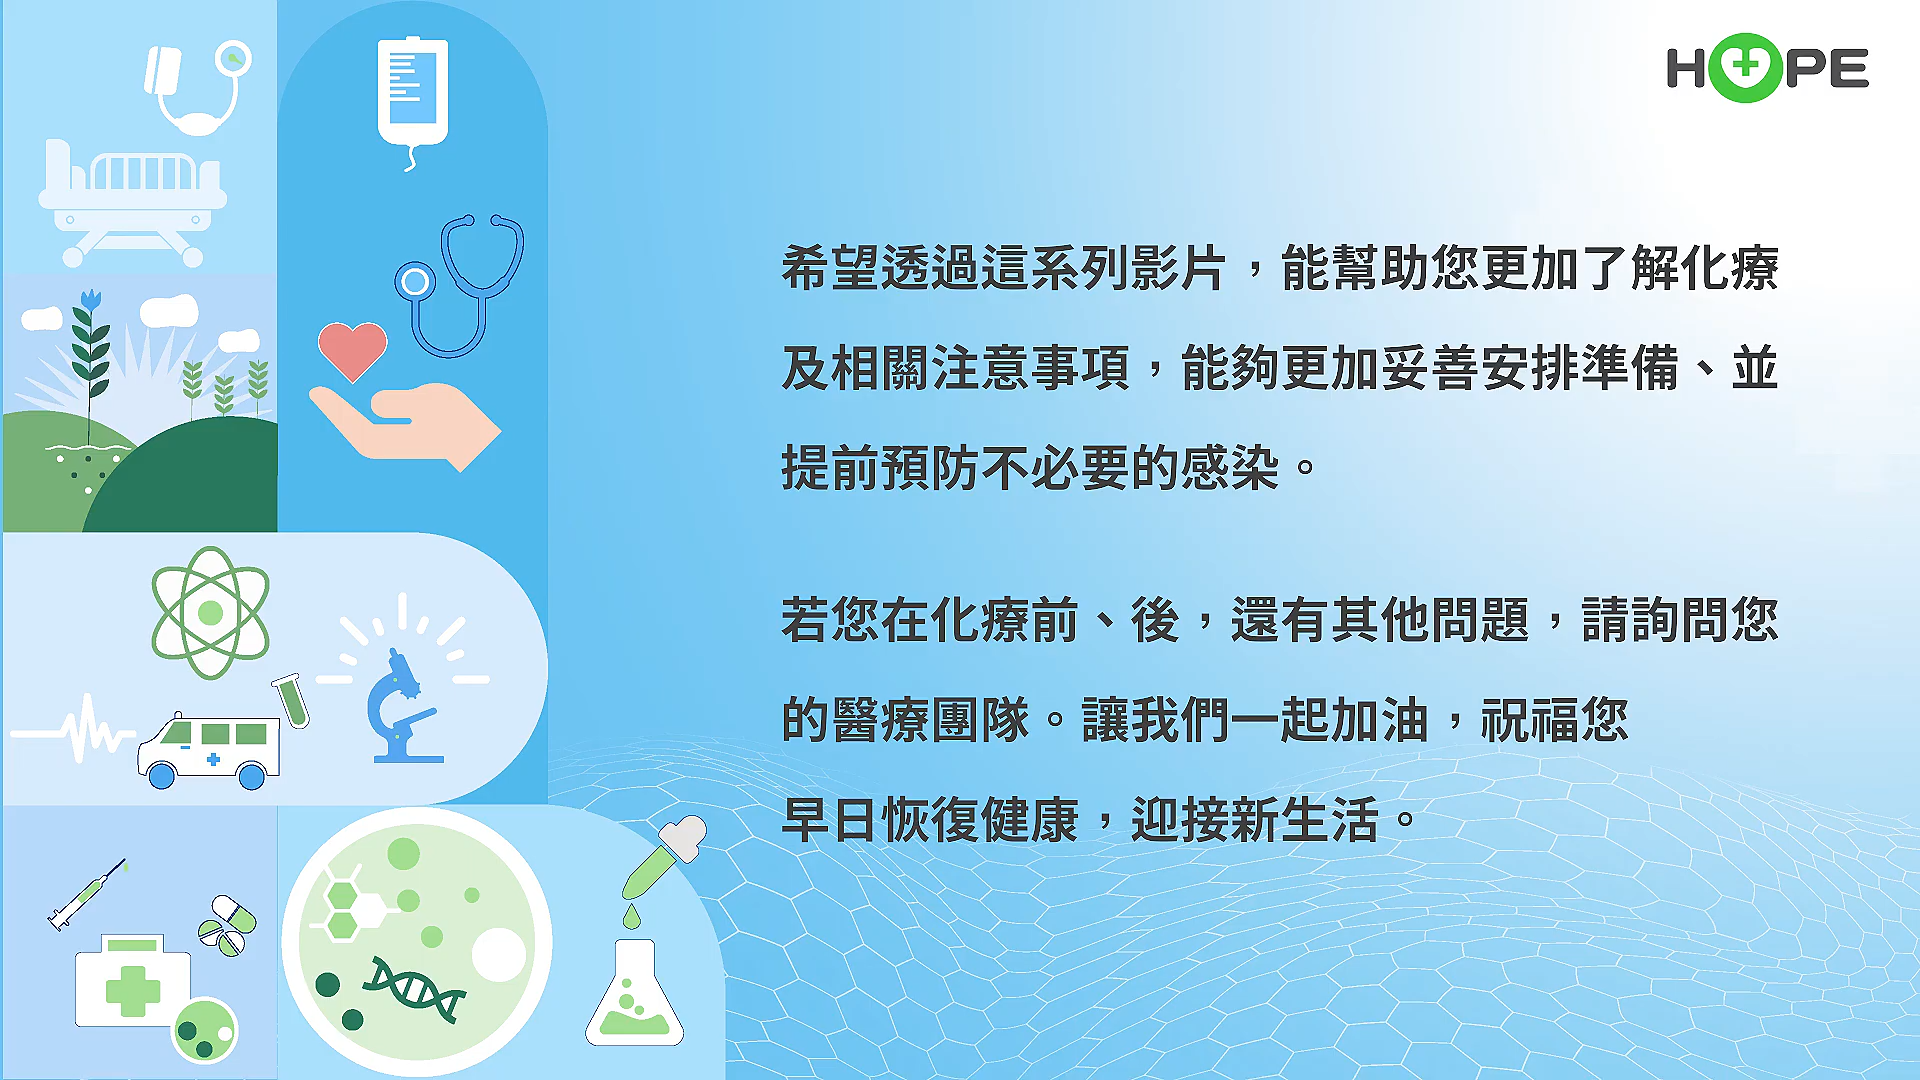 HOPE
希望透過這系列影片，能幫助您更加了解化療
及相關注意事項，能夠更加妥善安排準備、並
提前預防不必要的感染。
若您在化療前、後，還有其他問題，請詢問您
的醫療團隊。讓我們一起加油，祝福您
早日恢復健康，迎接新生活。